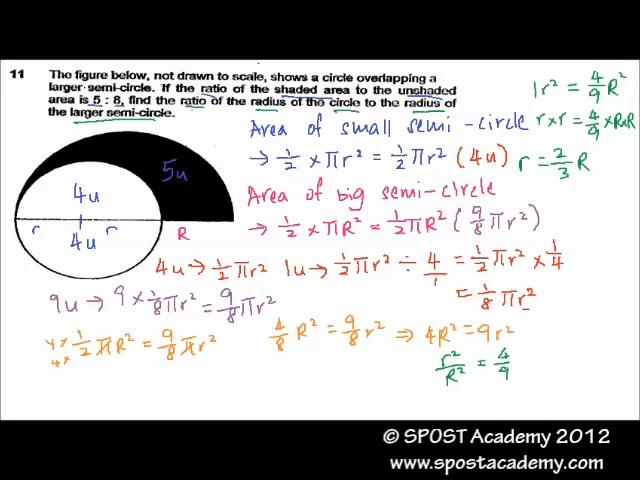 11 The figure below, not drawn to scale, shows a circle overlapping a
larger semi-circle. If the ratio of the shaded area to the unshaded
area is 5 : 8, find the ratio of the radius of the circle to the radius of
the larger semi-circle.
1r² = 4/9 R²
r×r = 4/9 ×R×R
r = 2/3 R
Area of small semi-circle
→ 1/2 × πr² = 1/2 πr² (4u)
Area of big semi-circle
→ 1/2 × πR² = 1/2 πR² (9/8 πr²)
5u
4u
r r R
4u
4u → 1/2 πr² 1u → 1/2 πr² ÷ 4/1 = 1/2 πr² × 1/4
= 1/8 πr²
9u → 9 × 1/8 πr² = 9/8 πr²
4× 1/2 πR² = 9/8 πr²
4×
4/8 R² = 9/8 r² ⇒ 4R² = 9r²
r²/R² = 4/9
© SPOST Academy 2012
www.spostacademy.com